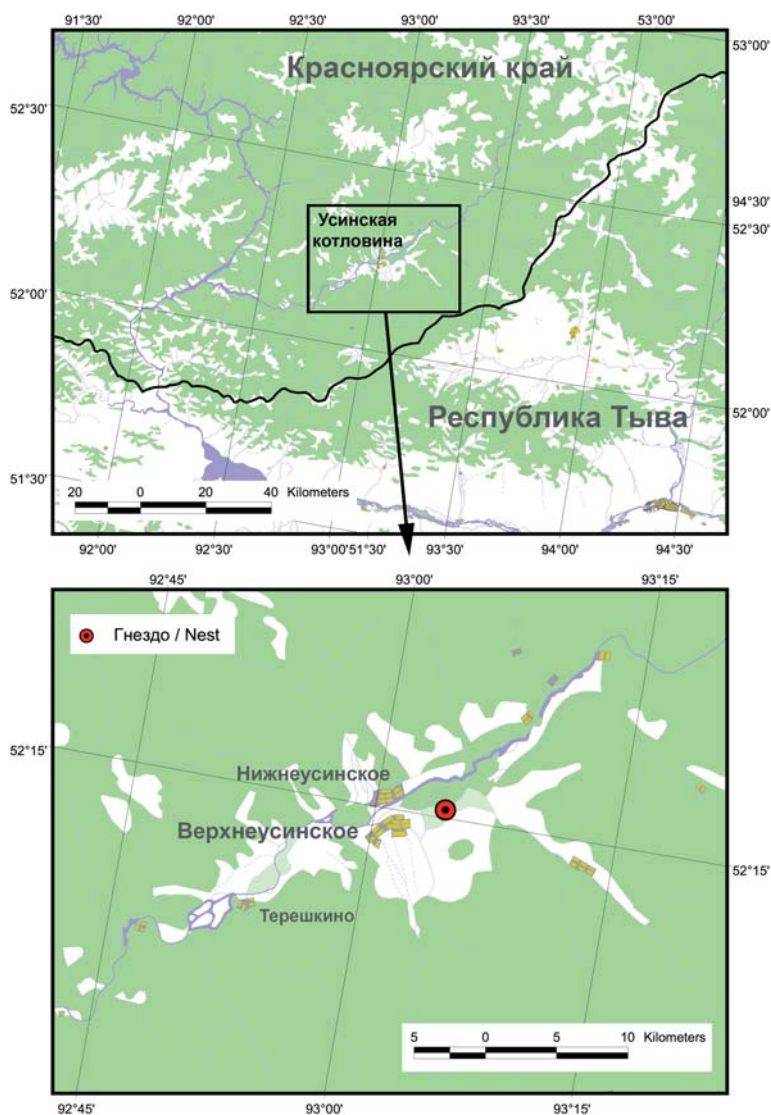 91°30' 92°00' 92°30' 93°00' 93°30' 53°00'
53°00'
Красноярский край
52°30'
94°30'
52°30'
Усинская
котловина
52°00'
Республика Тыва
52°00'
51°30'
20 0 20 40 Kilometers
92°00' 92°30' 93°00' 51°30' 93°30' 94°00' 94°30'
92°45' 93°00' 93°15'
Гнездо / Nest
52°15'
Нижнеусинское
Верхнеусинское
52°15'
Терешкино
5 0 5 10 Kilometers
92°45' 93°00' 93°15'